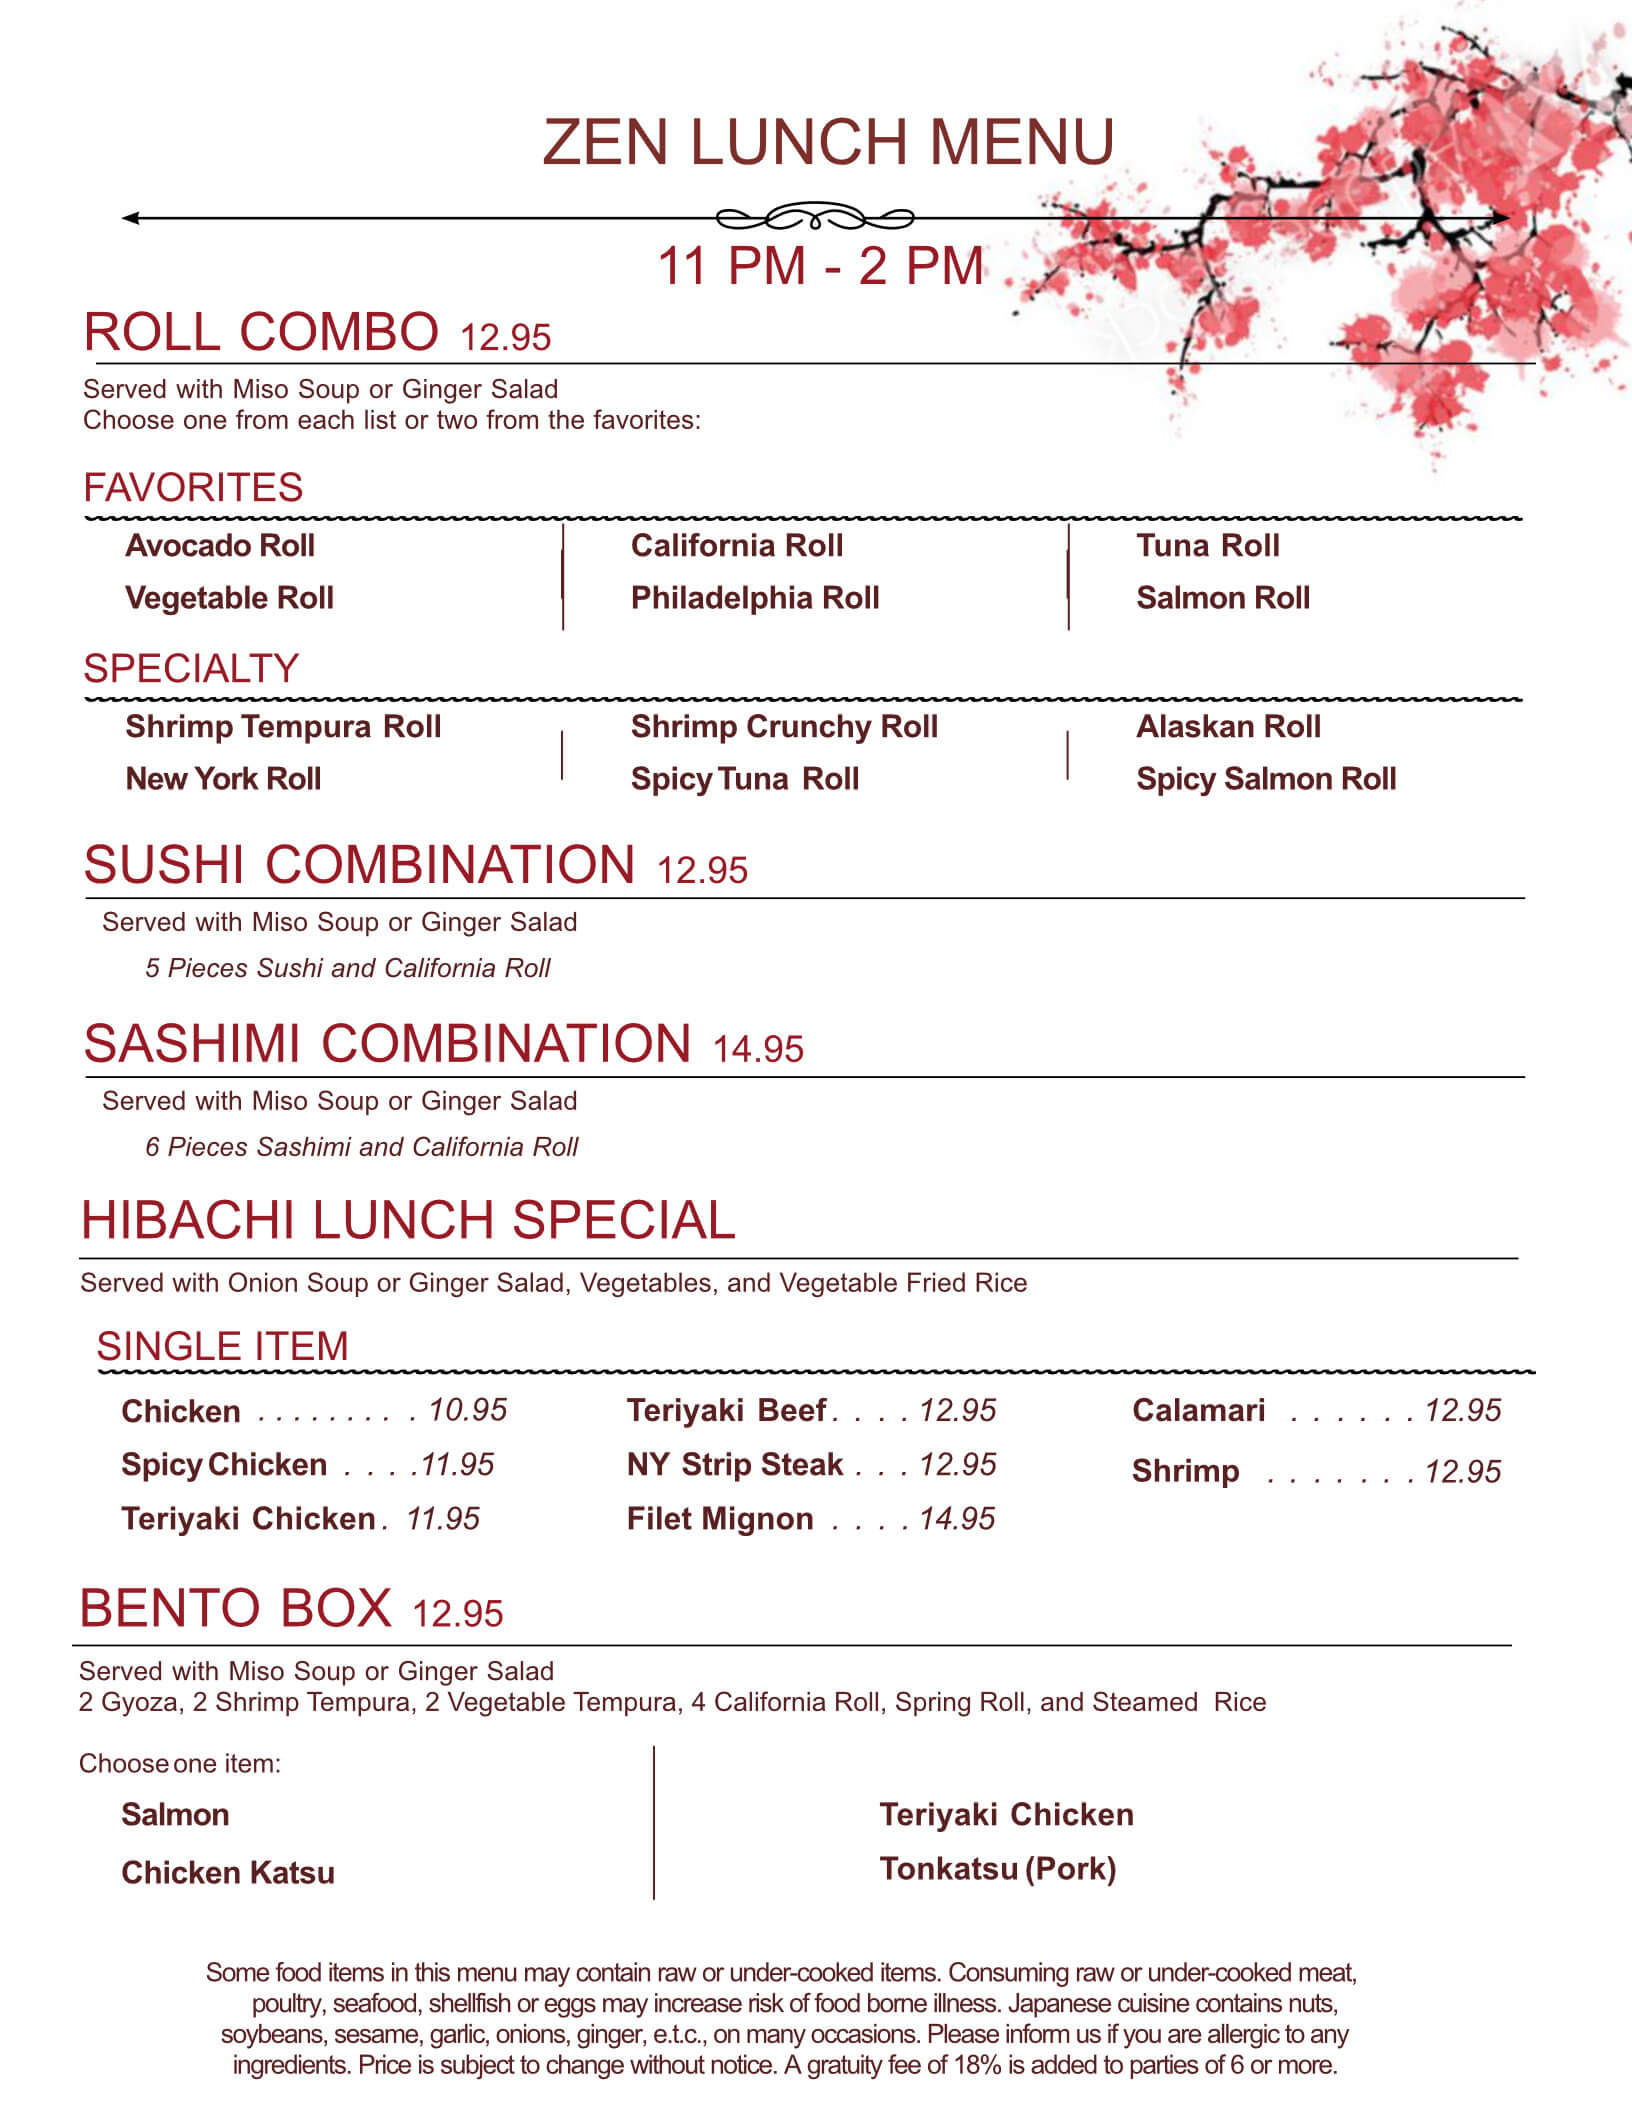 ZEN LUNCH MENU
11 PM - 2 PM
ROLL COMBO 12.95
Served with Miso Soup or Ginger Salad
Choose one from each list or two from the favorites:
FAVORITES
Avocado Roll California Roll Tuna Roll
Vegetable Roll Philadelphia Roll Salmon Roll
SPECIALTY
Shrimp Tempura Roll Shrimp Crunchy Roll Alaskan Roll
New York Roll Spicy Tuna Roll Spicy Salmon Roll
SUSHI COMBINATION 12.95
Served with Miso Soup or Ginger Salad
5 Pieces Sushi and California Roll
SASHIMI COMBINATION 14.95
Served with Miso Soup or Ginger Salad
6 Pieces Sashimi and California Roll
HIBACHI LUNCH SPECIAL
Served with Onion Soup or Ginger Salad, Vegetables, and Vegetable Fried Rice
SINGLE ITEM
Chicken . . . . . . . . . 10.95 Teriyaki Beef. . . . 12.95 Calamari . . . . . . 12.95
Spicy Chicken . . . .11.95 NY Strip Steak . . . 12.95 Shrimp . . . . . . . 12.95
Teriyaki Chicken. 11.95 Filet Mignon . . . . 14.95
BENTO BOX 12.95
Served with Miso Soup or Ginger Salad
2 Gyoza, 2 Shrimp Tempura, 2 Vegetable Tempura, 4 California Roll, Spring Roll, and Steamed Rice
Choose one item:
Salmon Teriyaki Chicken
Chicken Katsu Tonkatsu (Pork)
Some food items in this menu may contain raw or under-cooked items. Consuming raw or under-cooked meat,
poultry, seafood, shellfish or eggs may increase risk of food borne illness. Japanese cuisine contains nuts,
soybeans, sesame, garlic, onions, ginger, e.t.c., on many occasions. Please inform us if you are allergic to any
ingredients. Price is subject to change without notice. A gratuity fee of 18% is added to parties of 6 or more.